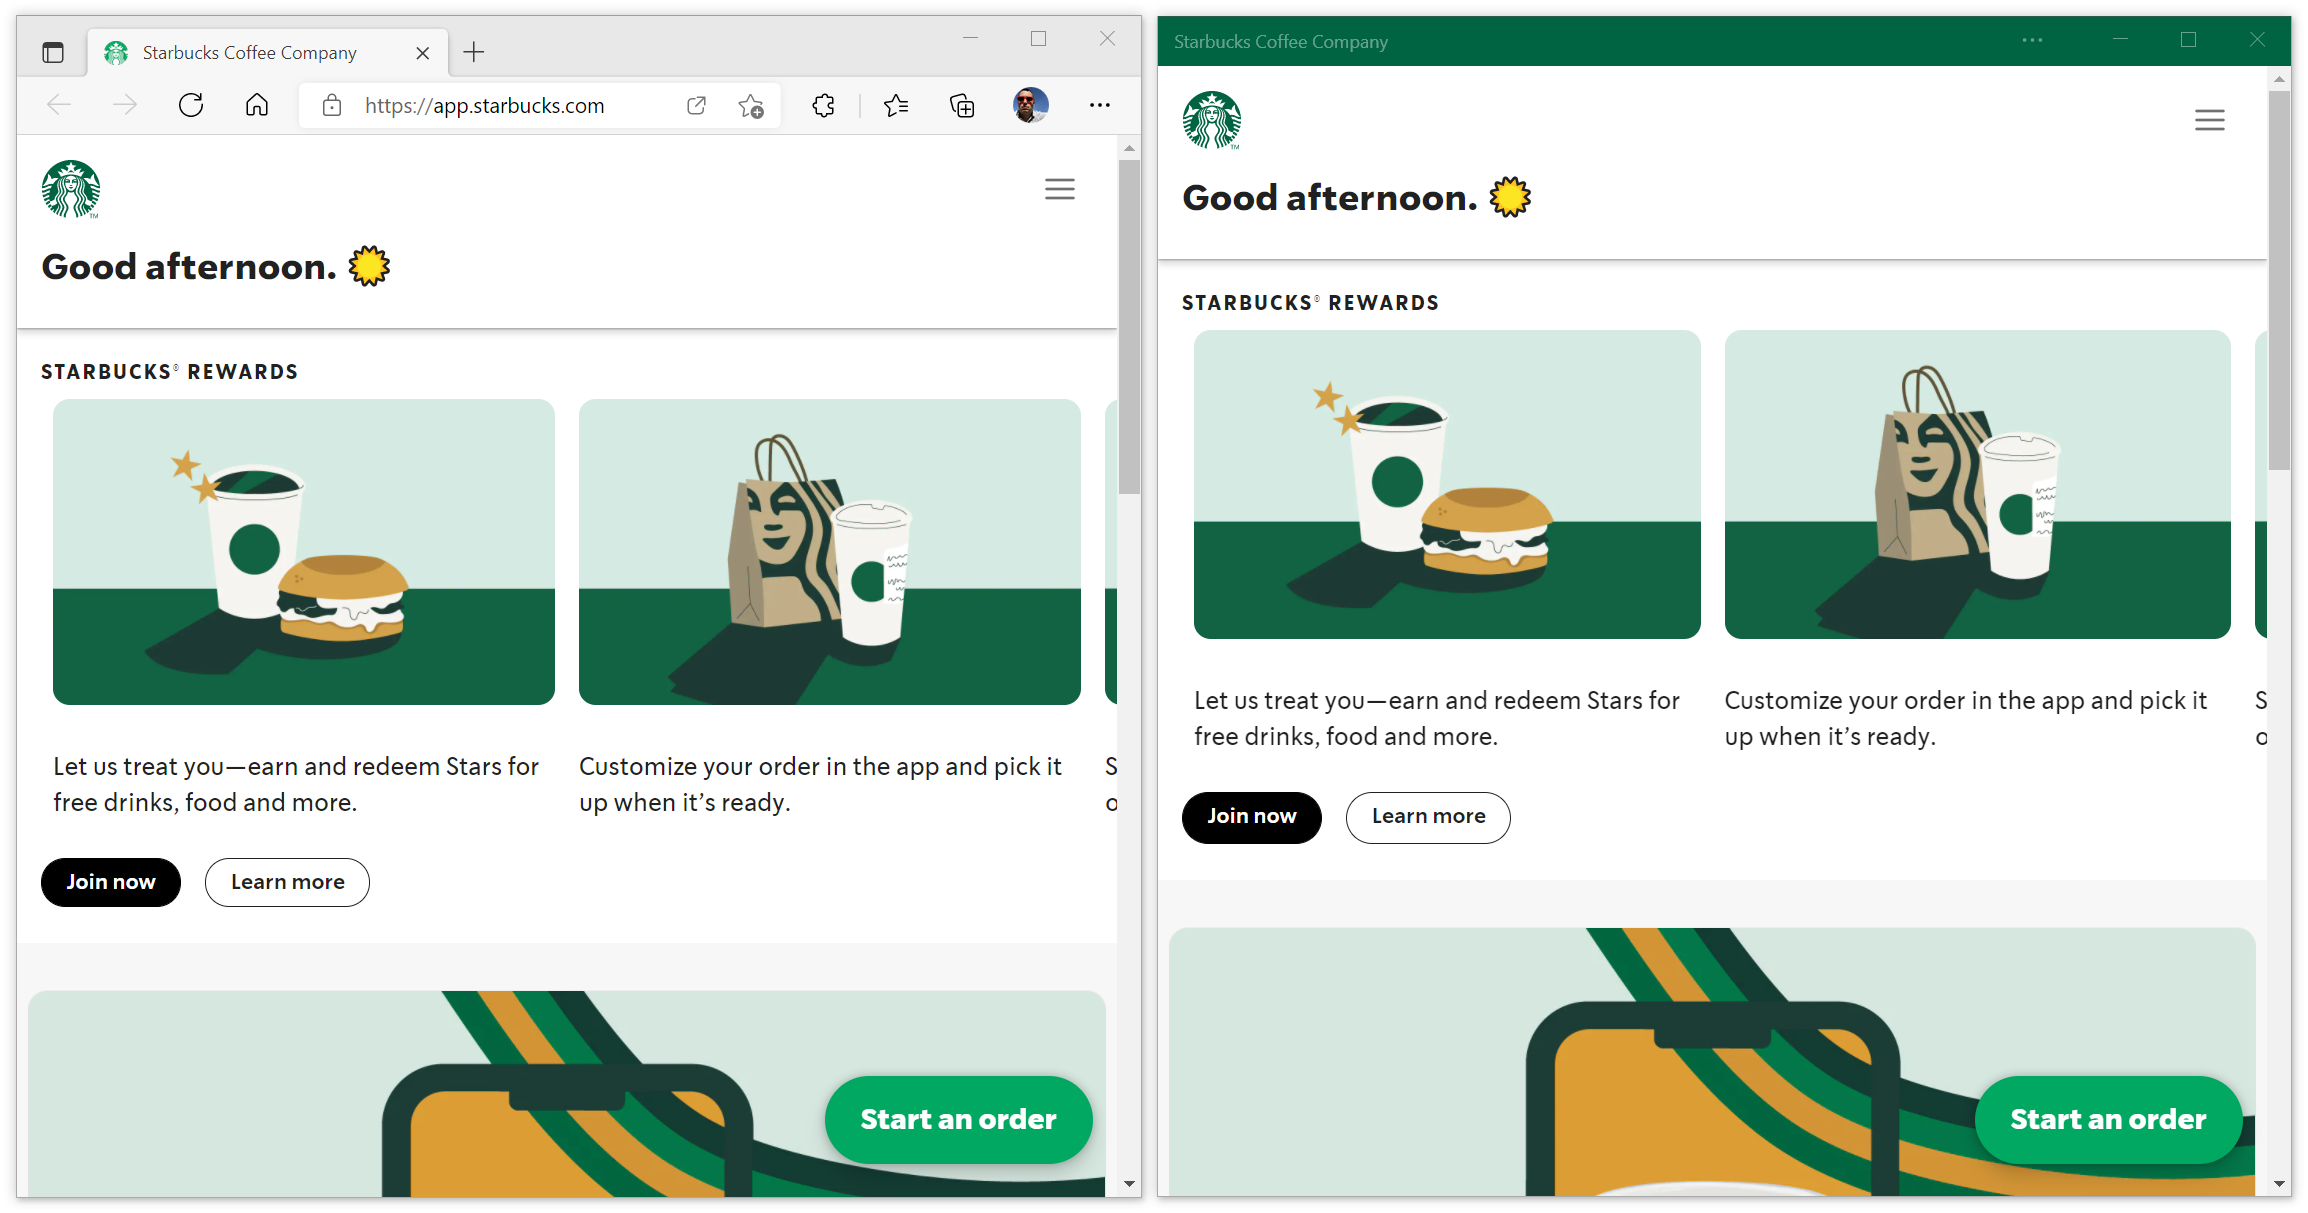 Starbucks Coffee Company
https://app.starbucks.com
TM
Good afternoon.
STARBUCKS® REWARDS
Let us treat you—earn and redeem Stars for
free drinks, food and more.
Customize your order in the app and pick it
up when it’s ready.
S
o
Join now
Learn more
Start an order
Starbucks Coffee Company
TM
Good afternoon.
STARBUCKS® REWARDS
Let us treat you—earn and redeem Stars for
free drinks, food and more.
Customize your order in the app and pick it
up when it’s ready.
S
o
Join now
Learn more
Start an order